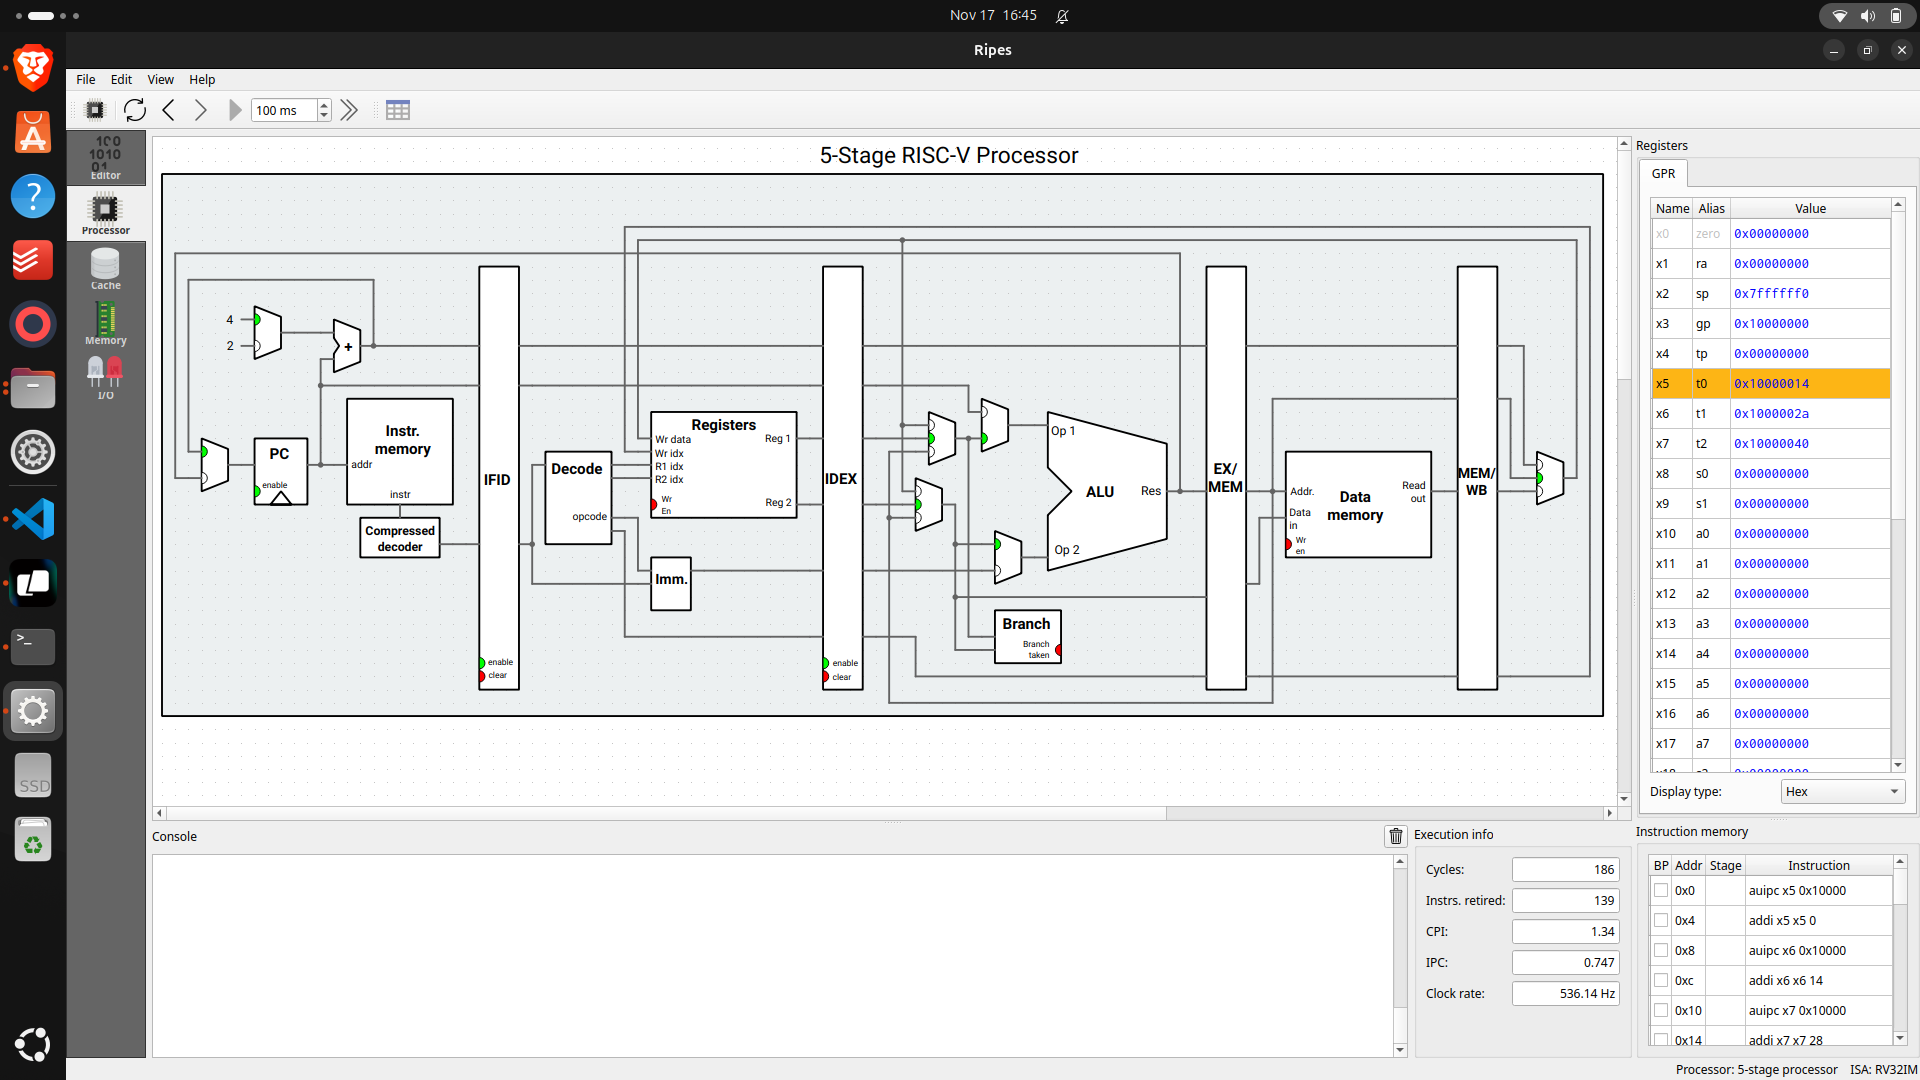 Nov 17 16:45
Ripes
File Edit View Help
100 ms
Editor
Processor
Cache
Memory
I/O
5-Stage RISC-V Processor
4
2
+
PC
enable
Instr.
memory
addr
instr
Compressed
decoder
IFID
enable
clear
Decode
opcode
Registers
Wr data
Wr idx
R1 idx
R2 idx
Wr
En
Reg 1
Reg 2
Imm.
IDEX
enable
clear
Op 1
ALU
Res
Op 2
Branch
Branch
taken
EX/
MEM
Addr.
Data
in
Wr
en
Data
memory
Read
out
MEM/
WB
Registers
GPR
Name Alias Value
x0 zero 0x00000000
x1 ra 0x00000000
x2 sp 0x7ffffff0
x3 gp 0x10000000
x4 tp 0x00000000
x5 t0 0x10000014
x6 t1 0x1000002a
x7 t2 0x10000040
x8 s0 0x00000000
x9 s1 0x00000000
x10 a0 0x00000000
x11 a1 0x00000000
x12 a2 0x00000000
x13 a3 0x00000000
x14 a4 0x00000000
x15 a5 0x00000000
x16 a6 0x00000000
x17 a7 0x00000000
Display type: Hex
Console
Execution info
Cycles: 186
Instrs. retired: 139
CPI: 1.34
IPC: 0.747
Clock rate: 536.14 Hz
Instruction memory
BP Addr Stage Instruction
0x0 auipc x5 0x10000
0x4 addi x5 x5 0
0x8 auipc x6 0x10000
0xc addi x6 x6 14
0x10 auipc x7 0x10000
0x14 addi x7 x7 28
Processor: 5-stage processor ISA: RV32IM
SSD